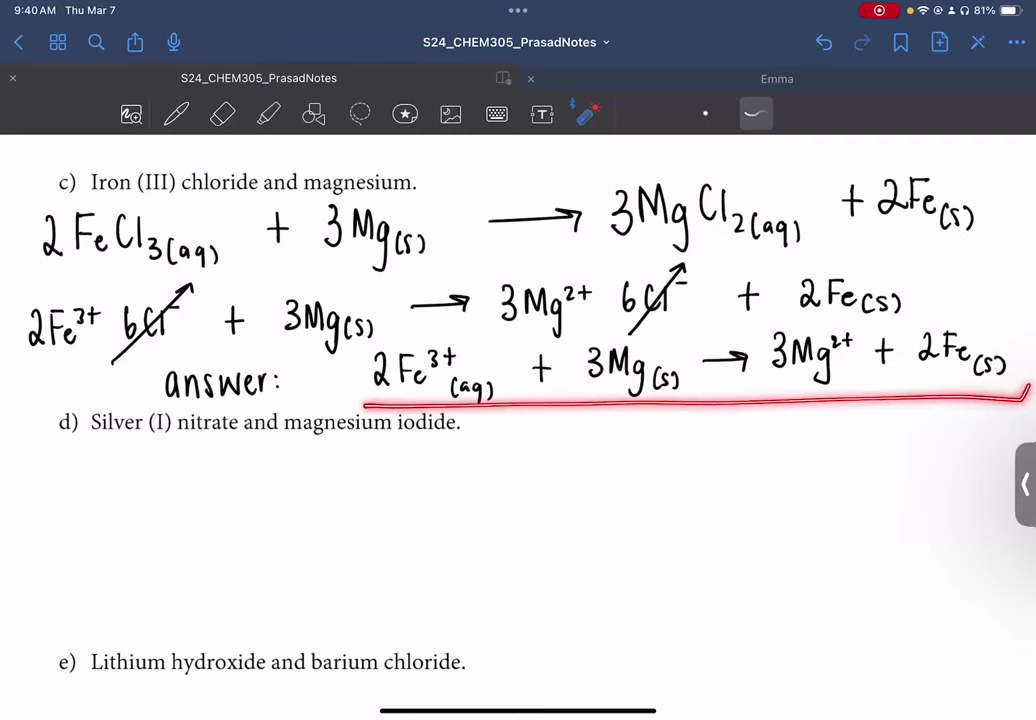 9:40 AM Thu Mar 7
81%
S24_CHEM305_PrasadNotes
S24_CHEM305_PrasadNotes
Emma
c) Iron (III) chloride and magnesium.
2FeCl₃(aq) + 3Mg(s) → 3MgCl₂(aq) + 2Fe(s)
2Fe³⁺ 6Cl⁻ + 3Mg(s) → 3Mg²⁺ 6Cl⁻ + 2Fe(s)
answer: 2Fe³⁺(aq) + 3Mg(s) → 3Mg²⁺ + 2Fe(s)
d) Silver (I) nitrate and magnesium iodide.
e) Lithium hydroxide and barium chloride.